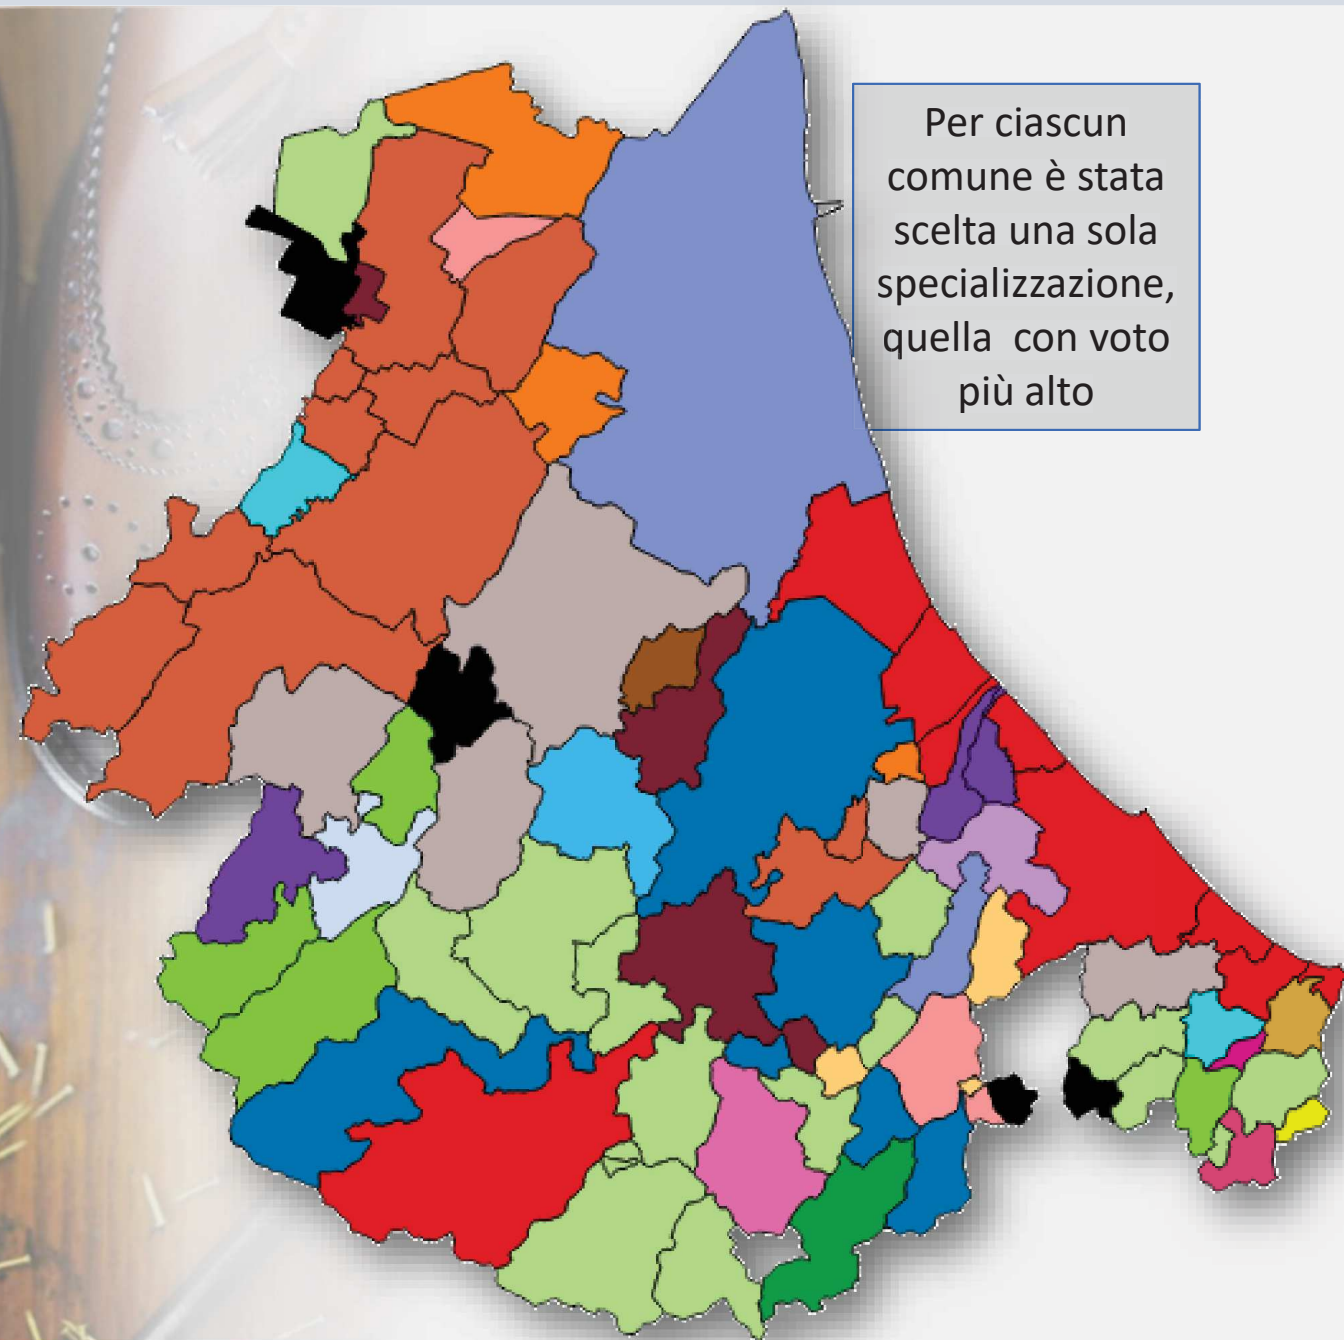 Per ciascun
comune è stata
scelta una sola
specializzazione,
quella  con voto
più alto